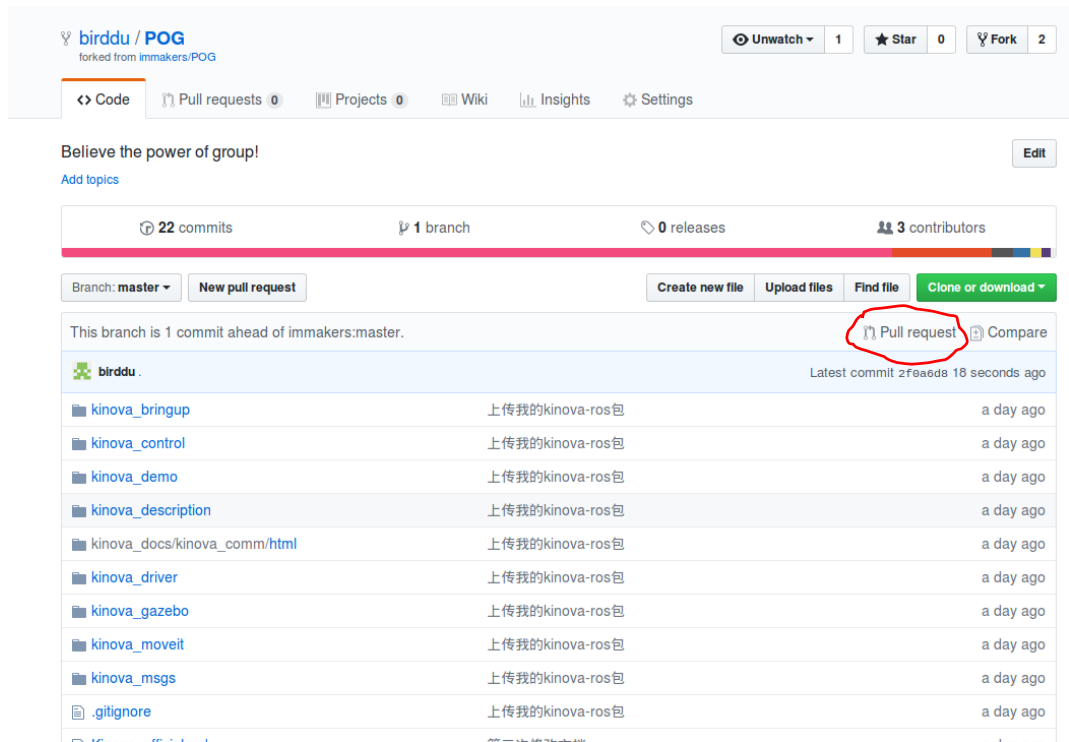 birddu / POG
forked from immakers/POG
Unwatch 1 Star 0 Fork 2
Code Pull requests 0 Projects 0 Wiki Insights Settings
Believe the power of group!
Edit
Add topics
22 commits 1 branch 0 releases 3 contributors
Branch: master New pull request Create new file Upload files Find file Clone or download
This branch is 1 commit ahead of immakers:master. Pull request Compare
birddu . Latest commit 2f0a6d8 18 seconds ago
kinova_bringup 上传我的kinova-ros包 a day ago
kinova_control 上传我的kinova-ros包 a day ago
kinova_demo 上传我的kinova-ros包 a day ago
kinova_description 上传我的kinova-ros包 a day ago
kinova_docs/kinova_comm/html 上传我的kinova-ros包 a day ago
kinova_driver 上传我的kinova-ros包 a day ago
kinova_gazebo 上传我的kinova-ros包 a day ago
kinova_moveit 上传我的kinova-ros包 a day ago
kinova_msgs 上传我的kinova-ros包 a day ago
.gitignore 上传我的kinova-ros包 a day ago